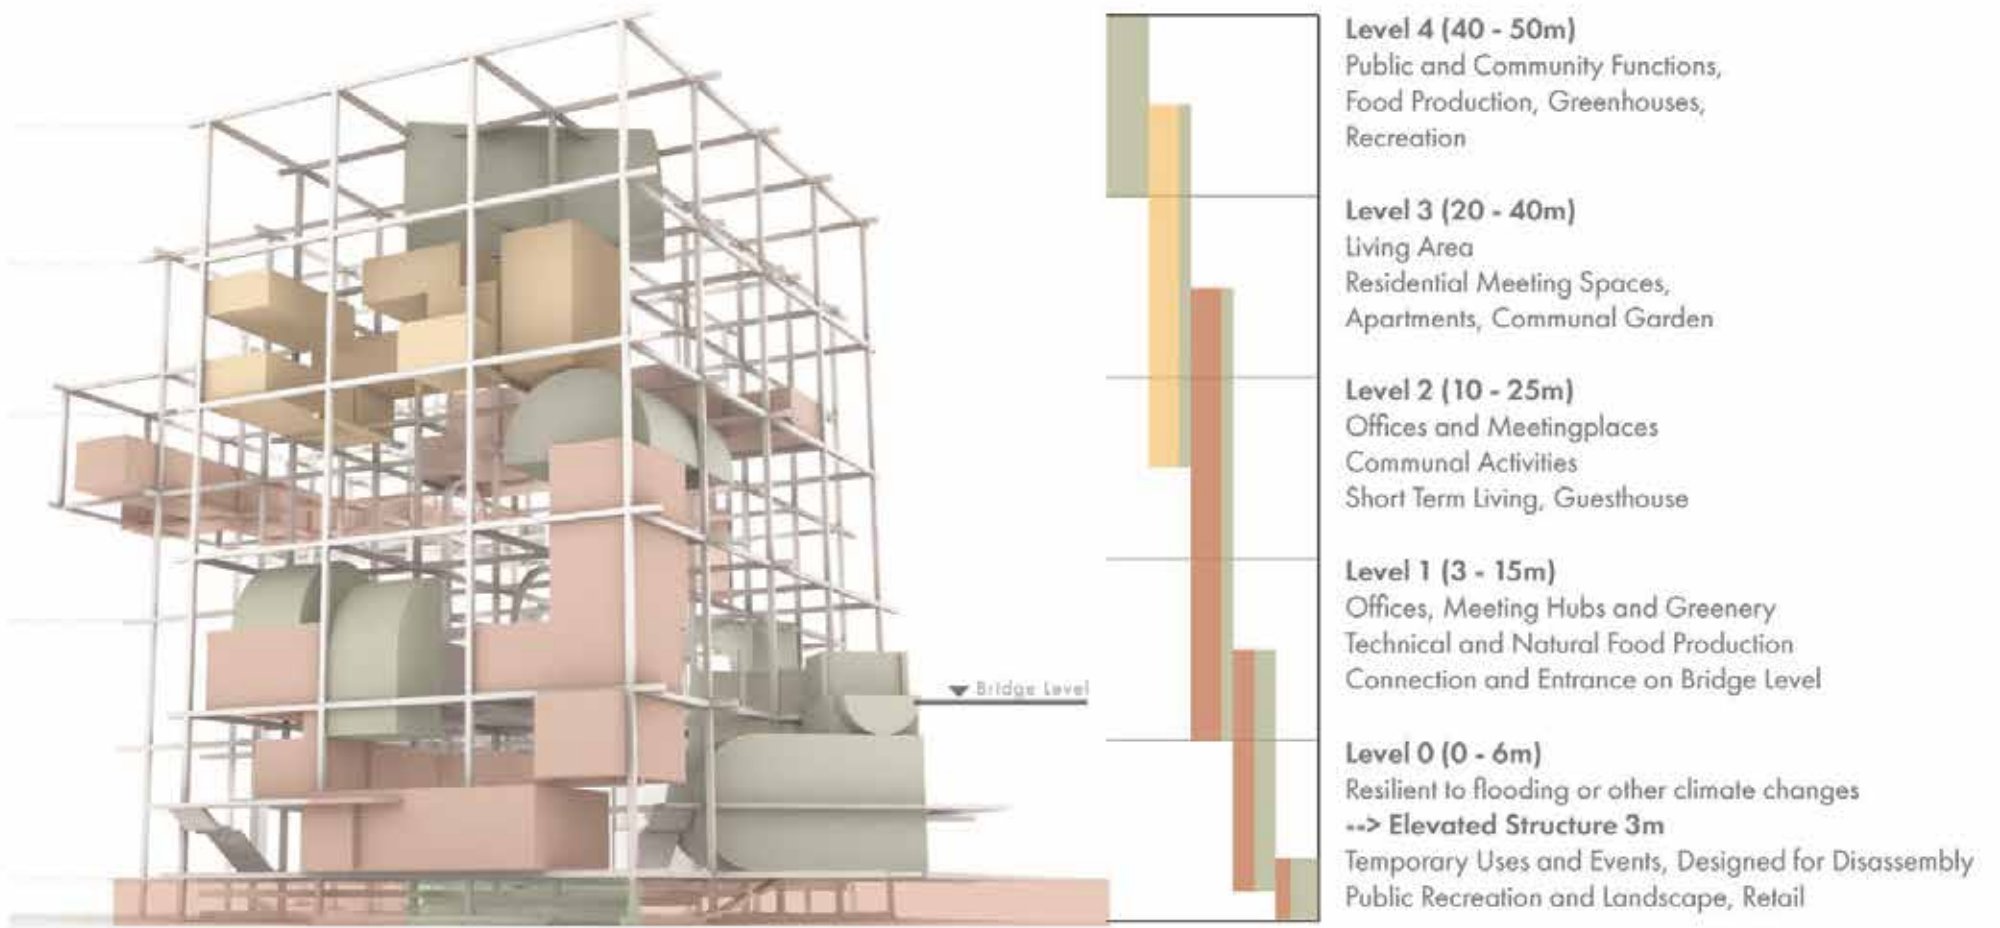 Level 4 (40 - 50m)
Public and Community Functions,
Food Production, Greenhouses,
Recreation
Level 3 (20 - 40m)
Living Area
Residential Meeting Spaces,
Apartments, Communal Garden
Level 2 (10 - 25m)
Offices and Meetingplaces
Communal Activities
Short Term Living, Guesthouse
Level 1 (3 - 15m)
Offices, Meeting Hubs and Greenery
Technical and Natural Food Production
Connection and Entrance on Bridge Level
Bridge Level
Level 0 (0 - 6m)
Resilient to flooding or other climate changes
--> Elevated Structure 3m
Temporary Uses and Events, Designed for Disassembly
Public Recreation and Landscape, Retail